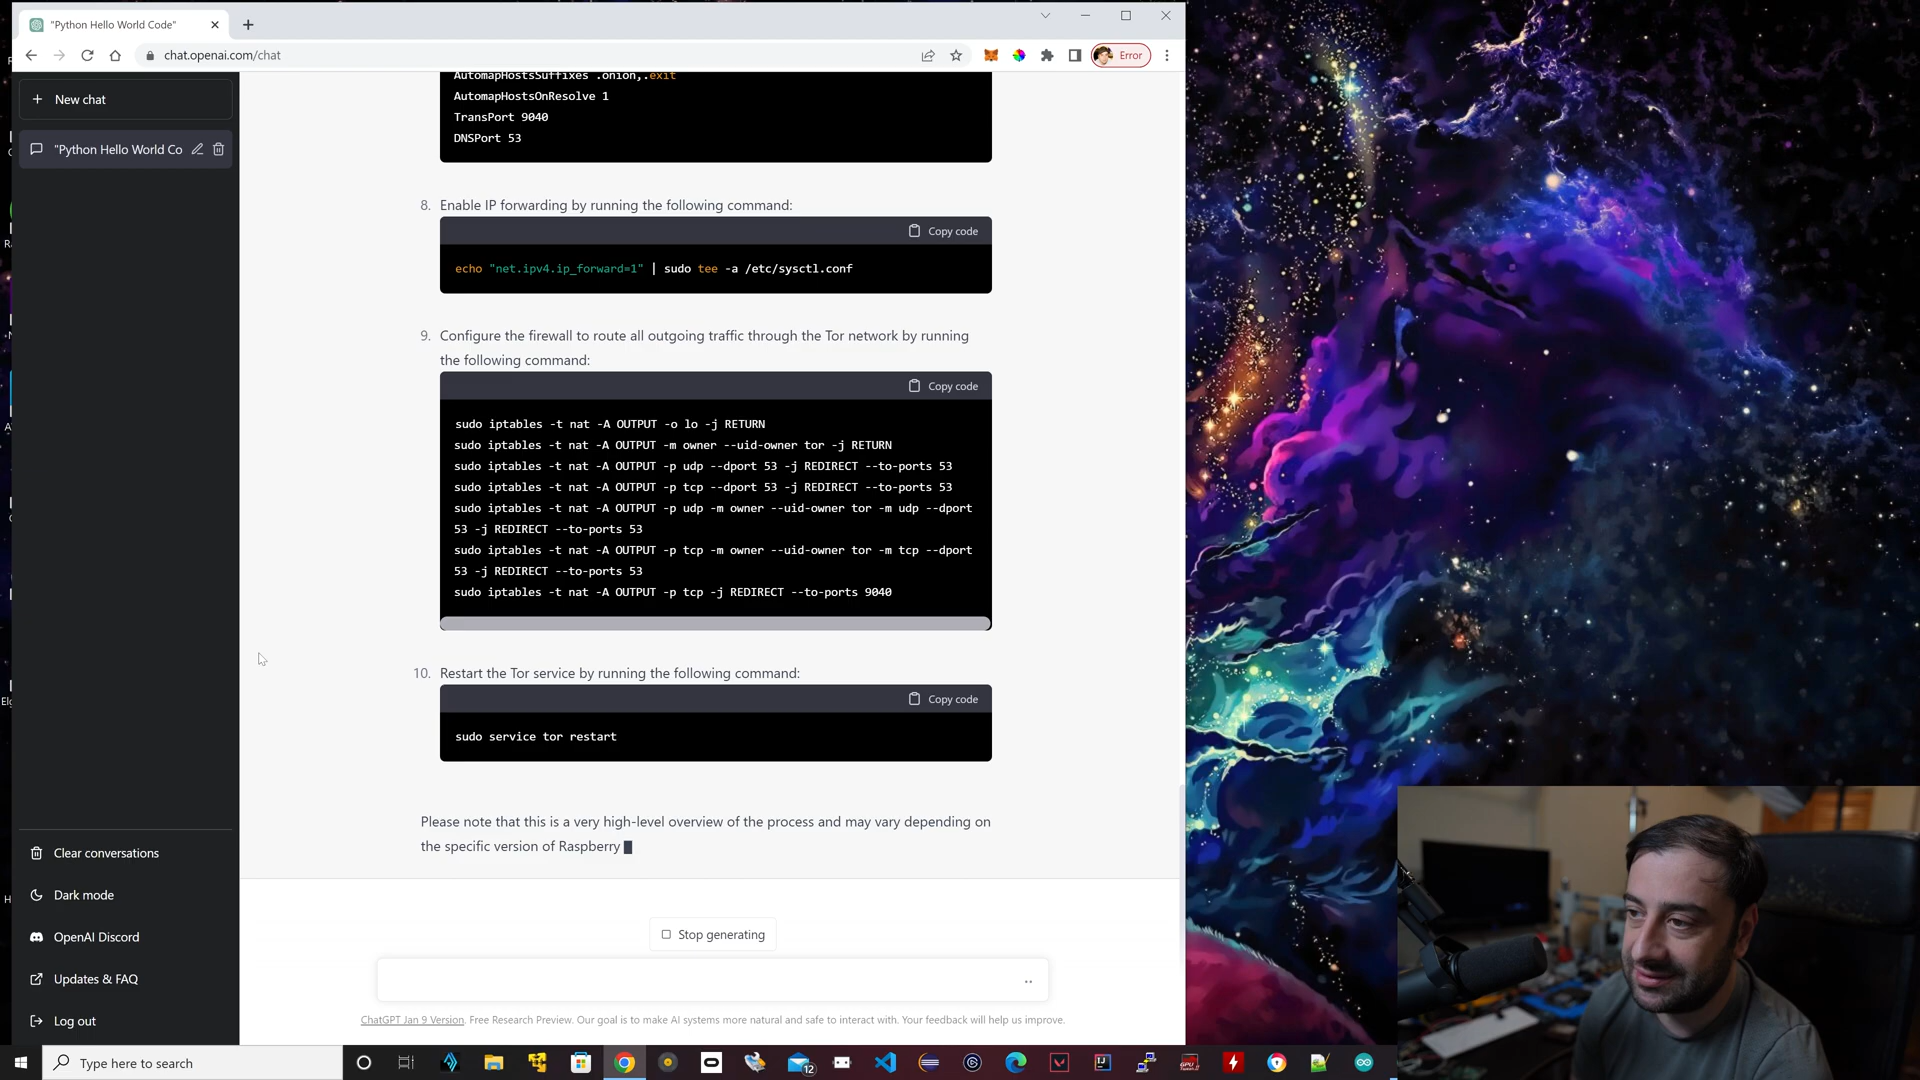 "Python Hello World Code"
chat.openai.com/chat
Error
New chat
"Python Hello World Co
AutomapHostsSuffixes .onion,.exit
AutomapHostsOnResolve 1
TransPort 9040
DNSPort 53
8. Enable IP forwarding by running the following command:
Copy code
echo "net.ipv4.ip_forward=1" | sudo tee -a /etc/sysctl.conf
9. Configure the firewall to route all outgoing traffic through the Tor network by running
the following command:
Copy code
sudo iptables -t nat -A OUTPUT -o lo -j RETURN
sudo iptables -t nat -A OUTPUT -m owner --uid-owner tor -j RETURN
sudo iptables -t nat -A OUTPUT -p udp --dport 53 -j REDIRECT --to-ports 53
sudo iptables -t nat -A OUTPUT -p tcp --dport 53 -j REDIRECT --to-ports 53
sudo iptables -t nat -A OUTPUT -p udp -m owner --uid-owner tor -m udp --dport
53 -j REDIRECT --to-ports 53
sudo iptables -t nat -A OUTPUT -p tcp -m owner --uid-owner tor -m tcp --dport
53 -j REDIRECT --to-ports 53
sudo iptables -t nat -A OUTPUT -p tcp -j REDIRECT --to-ports 9040
10. Restart the Tor service by running the following command:
Copy code
sudo service tor restart
Please note that this is a very high-level overview of the process and may vary depending on
the specific version of Raspberry
Clear conversations
Dark mode
OpenAI Discord
Updates & FAQ
Log out
Stop generating
ChatGPT Jan 9 Version. Free Research Preview. Our goal is to make AI systems more natural and safe to interact with. Your feedback will help us improve.
Type here to search
12